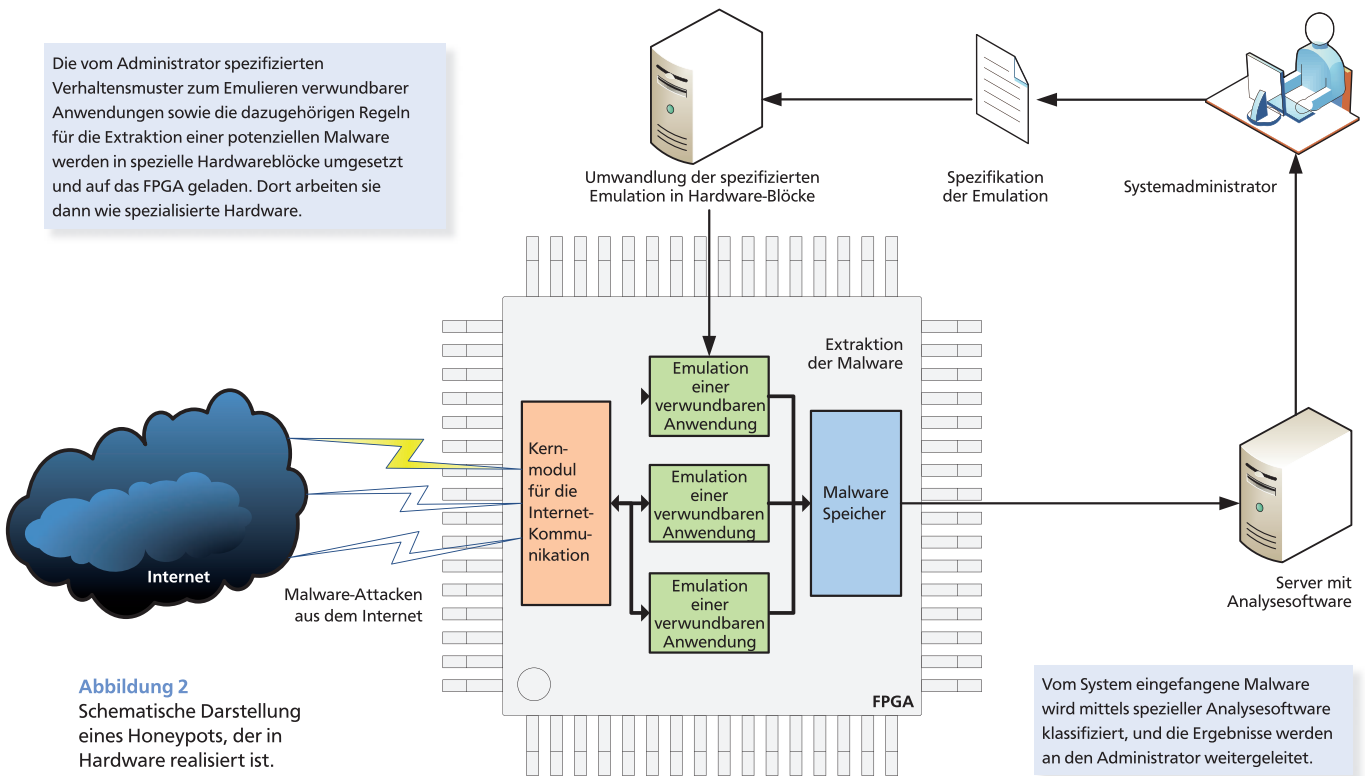 Die vom Administrator spezifizierten
Verhaltensmuster zum Emulieren verwundbarer
Anwendungen sowie die dazugehörigen Regeln
für die Extraktion einer potenziellen Malware
werden in spezielle Hardwareblöcke umgesetzt
und auf das FPGA geladen. Dort arbeiten sie
dann wie spezialisierte Hardware.
Umwandlung der spezifizierten
Emulation in Hardware-Blöcke
Spezifikation
der Emulation
Systemadministrator
Extraktion
der Malware
Emulation
einer
verwundbaren
Anwendung
Kern-
modul
für die
Internet-
Kommu-
nikation
Emulation
einer
verwundbaren
Anwendung
Malware
Speicher
Emulation
einer
verwundbaren
Anwendung
Internet
Malware-Attacken
aus dem Internet
Server mit
Analysesoftware
FPGA
Abbildung 2
Schematische Darstellung
eines Honeypots, der in
Hardware realisiert ist.
Vom System eingefangene Malware
wird mittels spezieller Analysesoftware
klassifiziert, und die Ergebnisse werden
an den Administrator weitergeleitet.